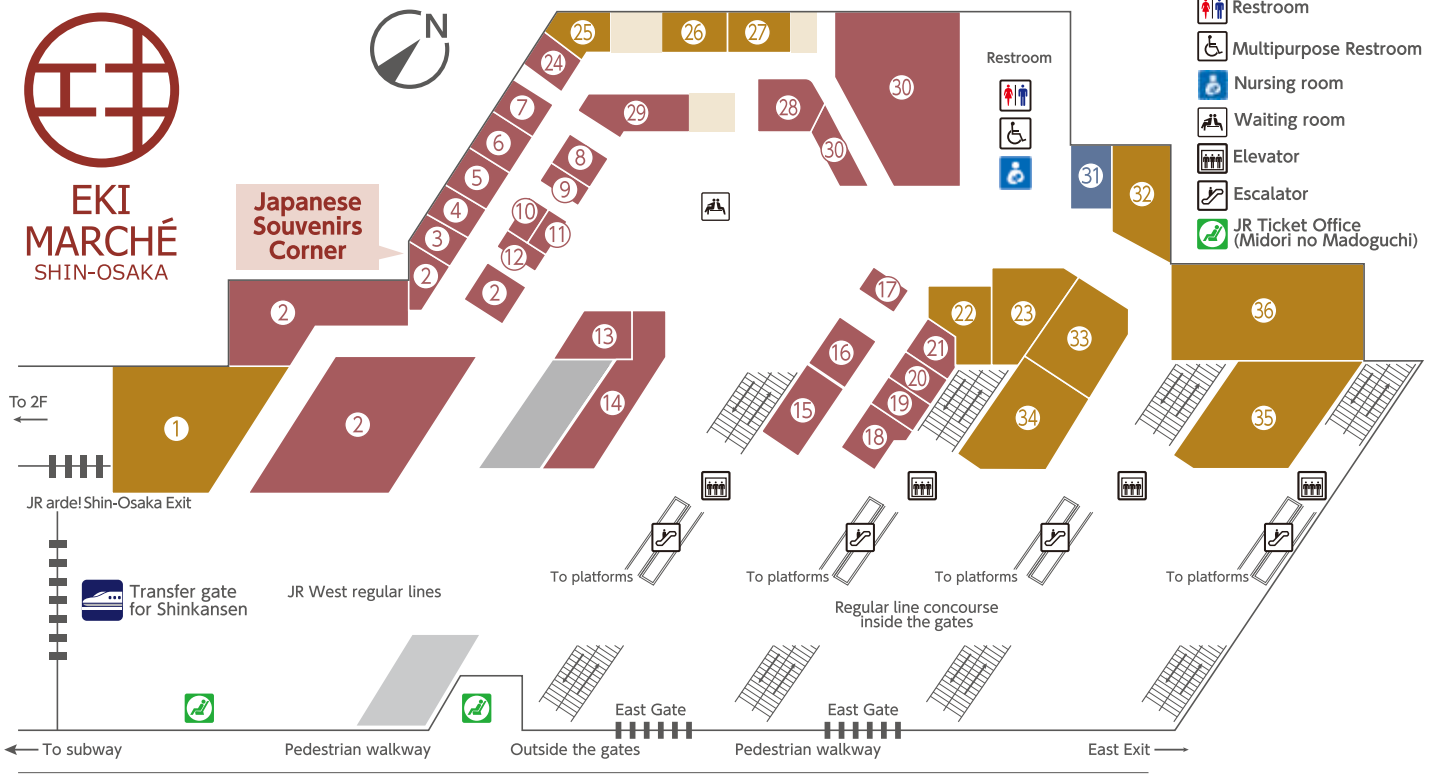 EKI
MARCHÉ
SHIN-OSAKA
N
Japanese
Souvenirs
Corner
25
26
27
24
7
6
5
4
3
2
2
29
8
9
10
11
12
2
28
30
30
Restroom
31
32
17
22
23
33
36
13
14
16
15
21
20
19
18
34
35
1
2
To 2F
JR arde! Shin-Osaka Exit
Transfer gate
for Shinkansen
JR West regular lines
To platforms
To platforms
To platforms
To platforms
Regular line concourse
inside the gates
East Gate
East Gate
To subway
Pedestrian walkway
Outside the gates
Pedestrian walkway
East Exit
Restroom
Multipurpose Restroom
Nursing room
Waiting room
Elevator
Escalator
JR Ticket Office
(Midori no Madoguchi)